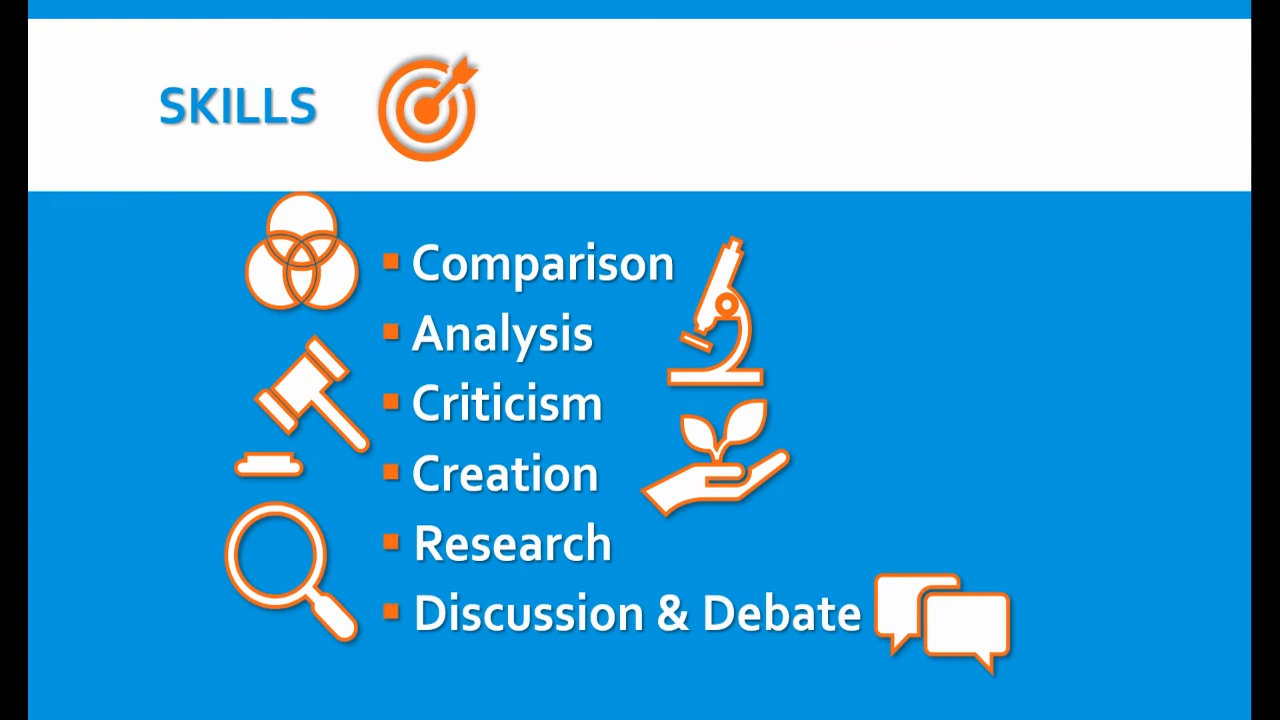 SKILLS
Comparison
Analysis
Criticism
Creation
Research
Discussion & Debate